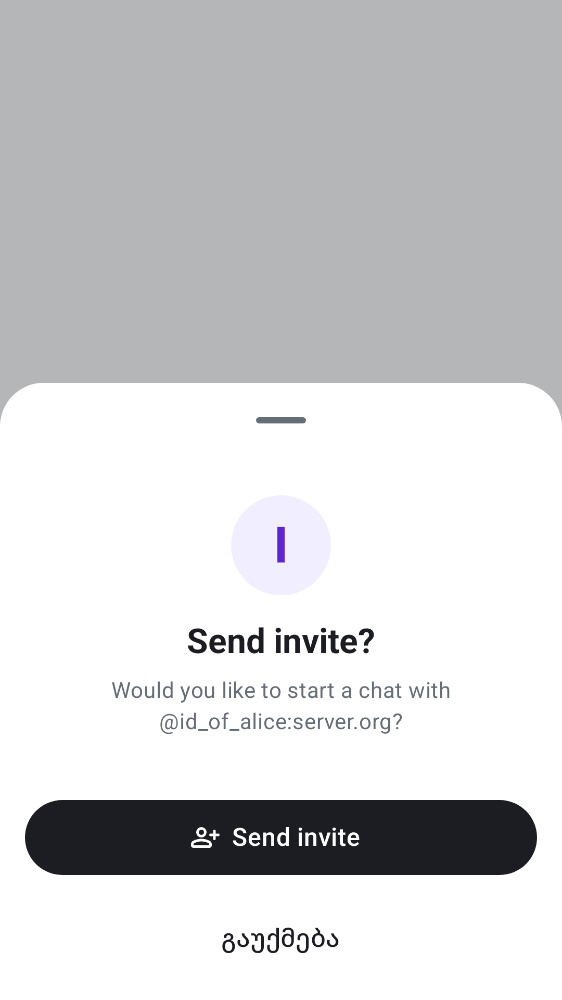 I
Send invite?
Would you like to start a chat with
@id_of_alice:server.org?
Send invite
გაუქმება